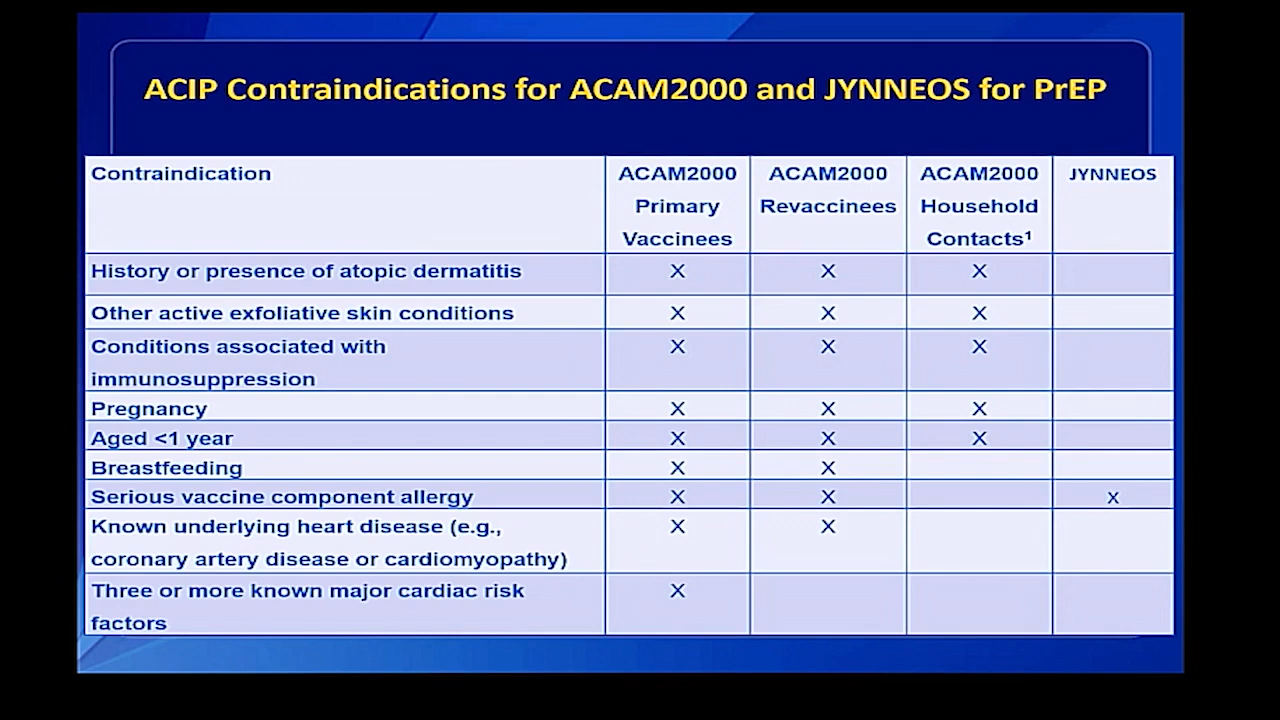 ACIP Contraindications for ACAM2000 and JYNNEOS for PrEP
Contraindication
ACAM2000
Primary
Vaccinees
ACAM2000
Revaccinees
ACAM2000
Household
Contacts¹
JYNNEOS
History or presence of atopic dermatitis X X X
Other active exfoliative skin conditions X X X
Conditions associated with X X X
immunosuppression
Pregnancy X X X
Aged <1 year X X X
Breastfeeding X X
Serious vaccine component allergy X X x
Known underlying heart disease (e.g., X X
coronary artery disease or cardiomyopathy)
Three or more known major cardiac risk X
factors